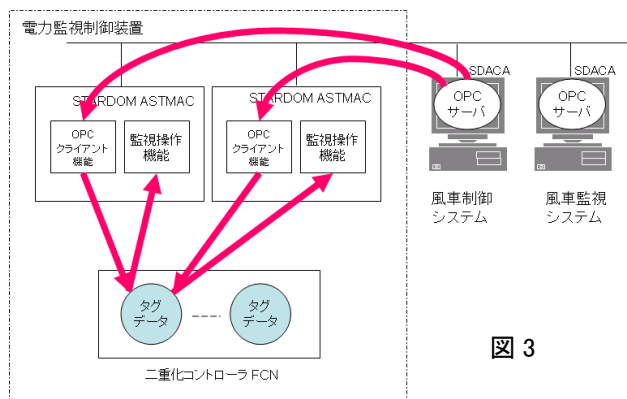 電力監視制御装置
SDACA
SDACA
STARDOM ASTMAC
STARDOM ASTMAC
OPC
クライアント
機能
監視操作
機能
OPC
クライアント
機能
監視操作
機能
OPC
サーバ
OPC
サーバ
風車制御
システム
風車監視
システム
タグ
データ
タグ
データ
二重化コントローラ FCN
図 3